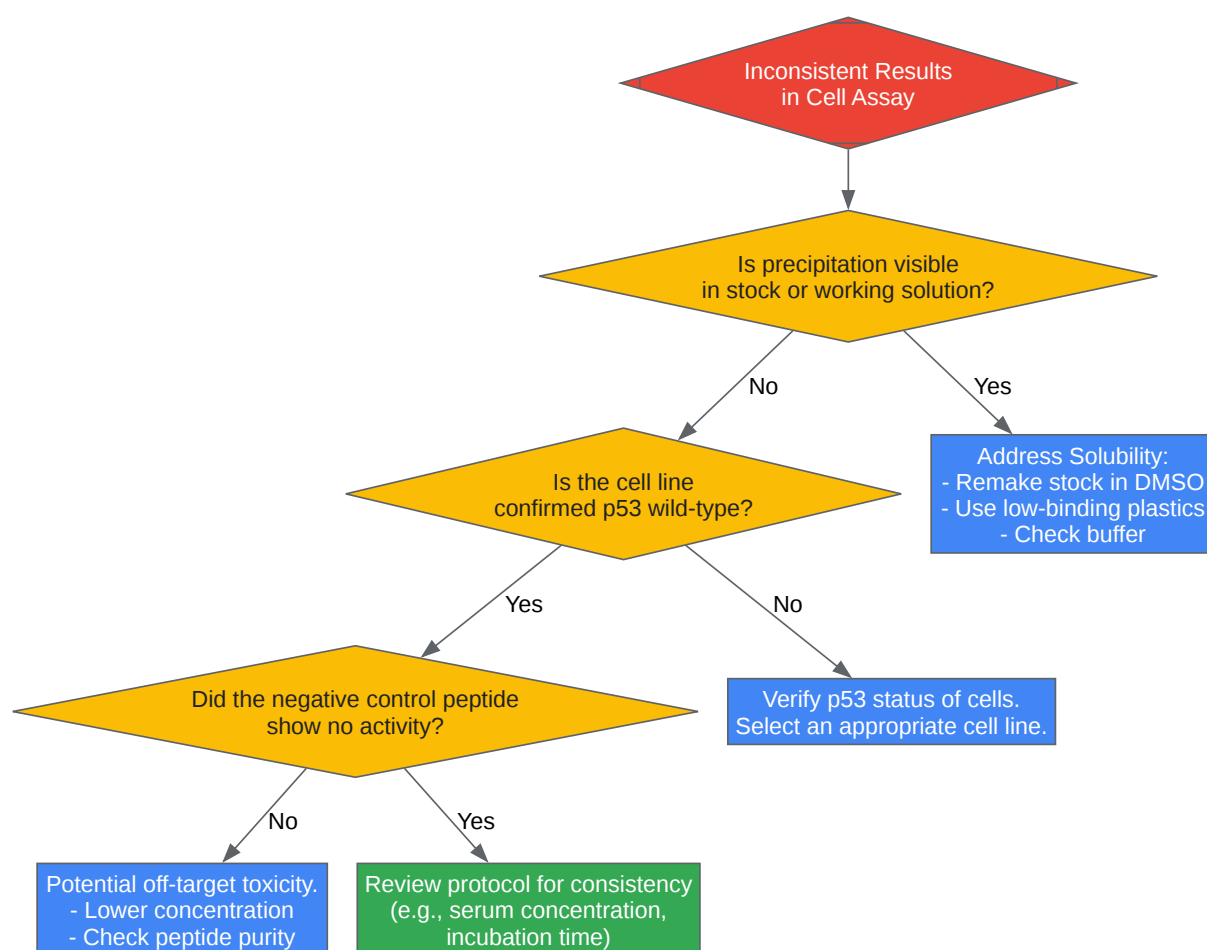 Inconsistent Results
in Cell Assay
Is precipitation visible
in stock or working solution?
No
Yes
Is the cell line
confirmed p53 wild-type?
Address Solubility:
- Remake stock in DMSO
- Use low-binding plastics
- Check buffer
Yes
No
Did the negative control peptide
show no activity?
Verify p53 status of cells.
Select an appropriate cell line.
No
Yes
Potential off-target toxicity.
- Lower concentration
- Check peptide purity
Review protocol for consistency
(e.g., serum concentration,
incubation time)